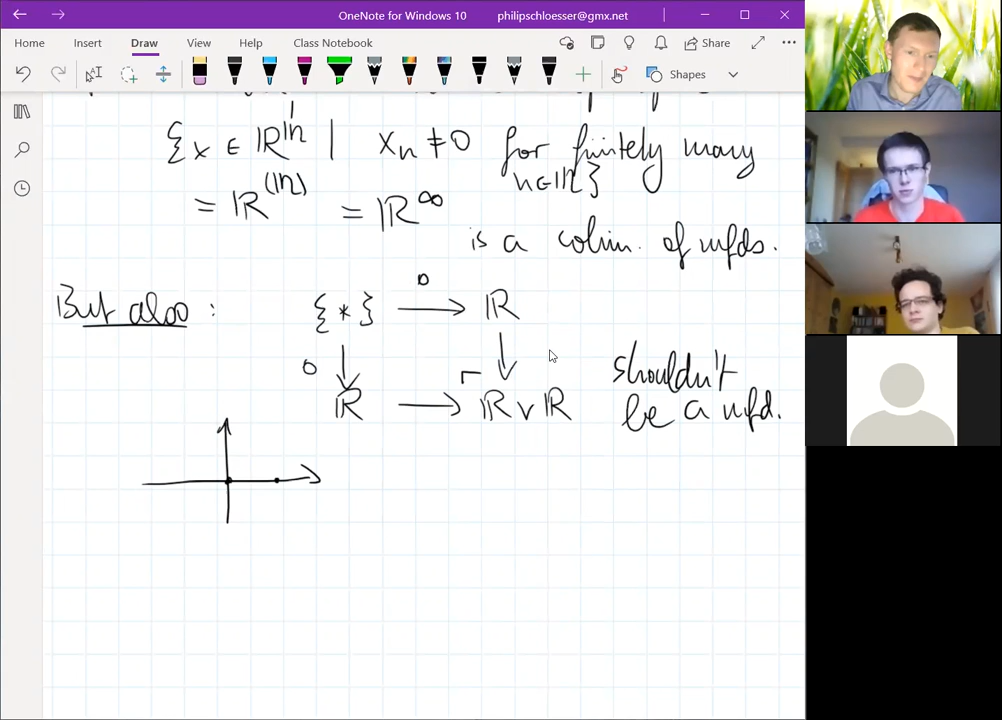 OneNote for Windows 10 philipschloesser@gmx.net
Home Insert Draw View Help Class Notebook Share
Shapes
{x ∈ ℝ^ℕ | xₙ ≠ 0 for finitely many
n∈ℕ}
= ℝ^(ℕ) = ℝ^∞
is a colim. of mfds.
But also : {*} →^0 ℝ
0 ↓ ↓ shouldn't
ℝ → ℝ ∨ ℝ be a mfd.